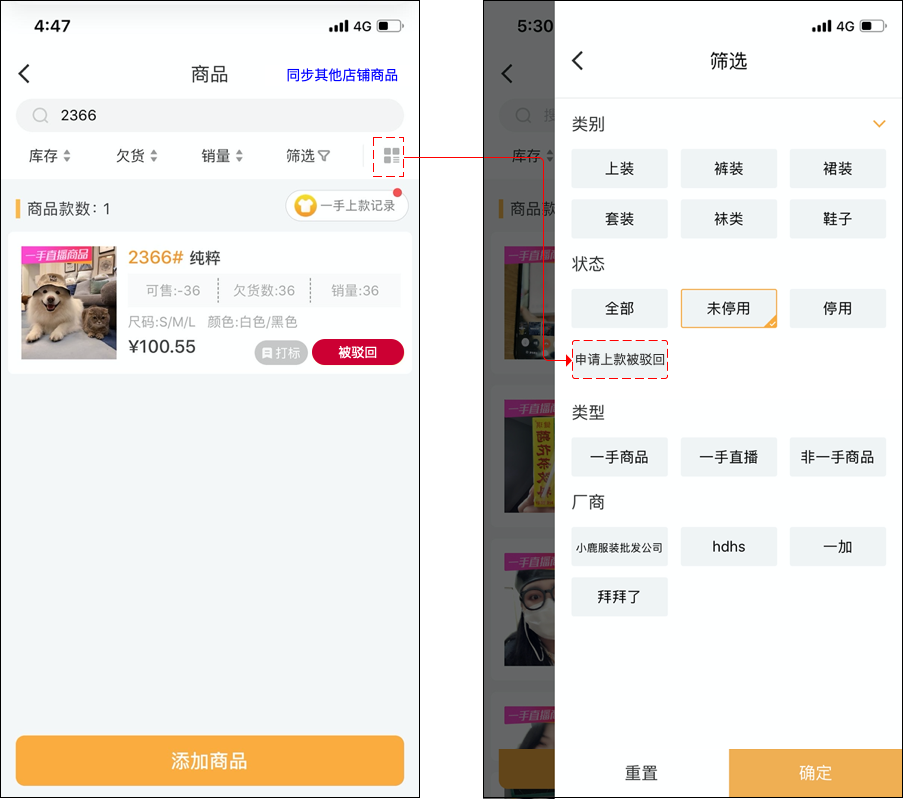 4:47
4G
商品
同步其他店铺商品
2366
库存
欠货
销量
筛选
商品款数：1
一手上款记录
一手直播商品
2366# 纯粹
可售:-36
欠货数:36
销量:36
尺码:S/M/L 颜色:白色/黑色
¥100.55
打标
被驳回
添加商品
5:30
4G
筛选
库存
商品款
一手直播
一手直播
一手直播
一手直播
类别
上装
裤装
裙装
套装
袜类
鞋子
状态
全部
未停用
停用
申请上款被驳回
类型
一手商品
一手直播
非一手商品
厂商
小鹿服装批发公司
hdhs
一加
拜拜了
重置
确定